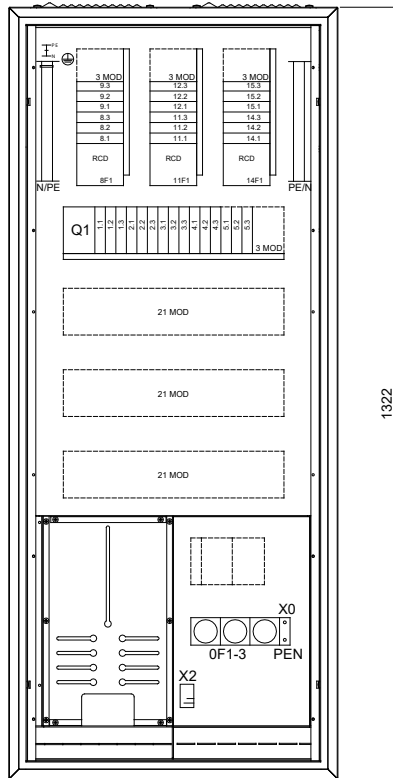 PE
N
3 MOD 3 MOD 3 MOD
9.3 12.3 15.3
9.2 12.2 15.2
9.1 12.1 15.1
8.3 11.3 14.3
8.2 11.2 14.2
8.1 11.1 14.1
RCD RCD RCD
8F1 11F1 14F1
N/PE PE/N
Q1 1.1 1.2 1.3 2.1 2.2 2.3 3.1 3.2 3.3 4.1 4.2 4.3 5.1 5.2 5.3
3 MOD
21 MOD
21 MOD
21 MOD
1322
X0
0F1-3 PEN
X2